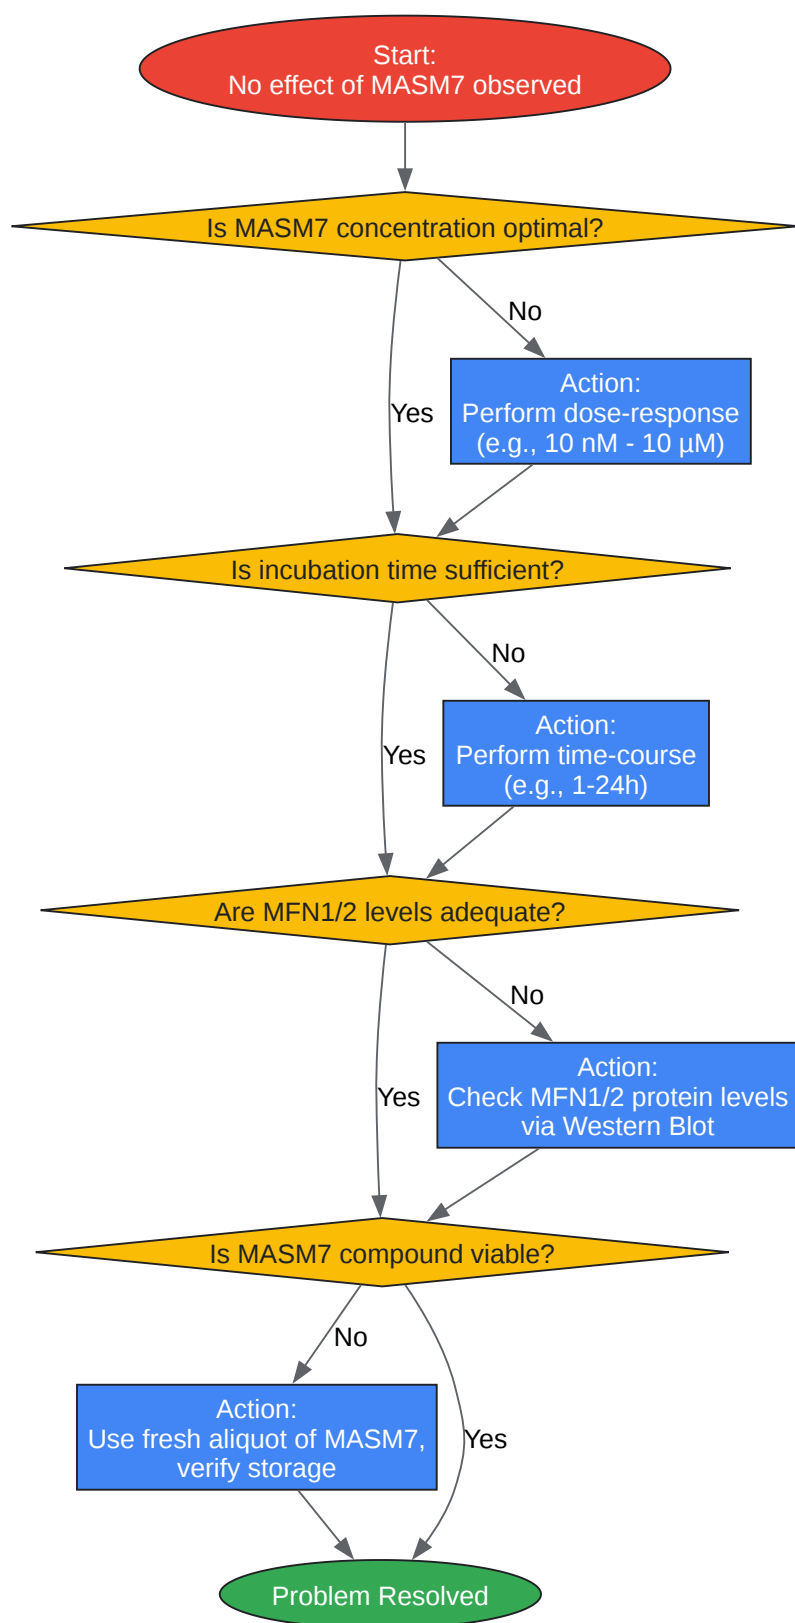 Start:
No effect of MASM7 observed
Is MASM7 concentration optimal?
No
Action:
Perform dose-response
(e.g., 10 nM - 10 µM)
Yes
Is incubation time sufficient?
No
Action:
Perform time-course
(e.g., 1-24h)
Yes
Are MFN1/2 levels adequate?
No
Action:
Check MFN1/2 protein levels
via Western Blot
Yes
Is MASM7 compound viable?
No
Action:
Use fresh aliquot of MASM7,
verify storage
Yes
Problem Resolved